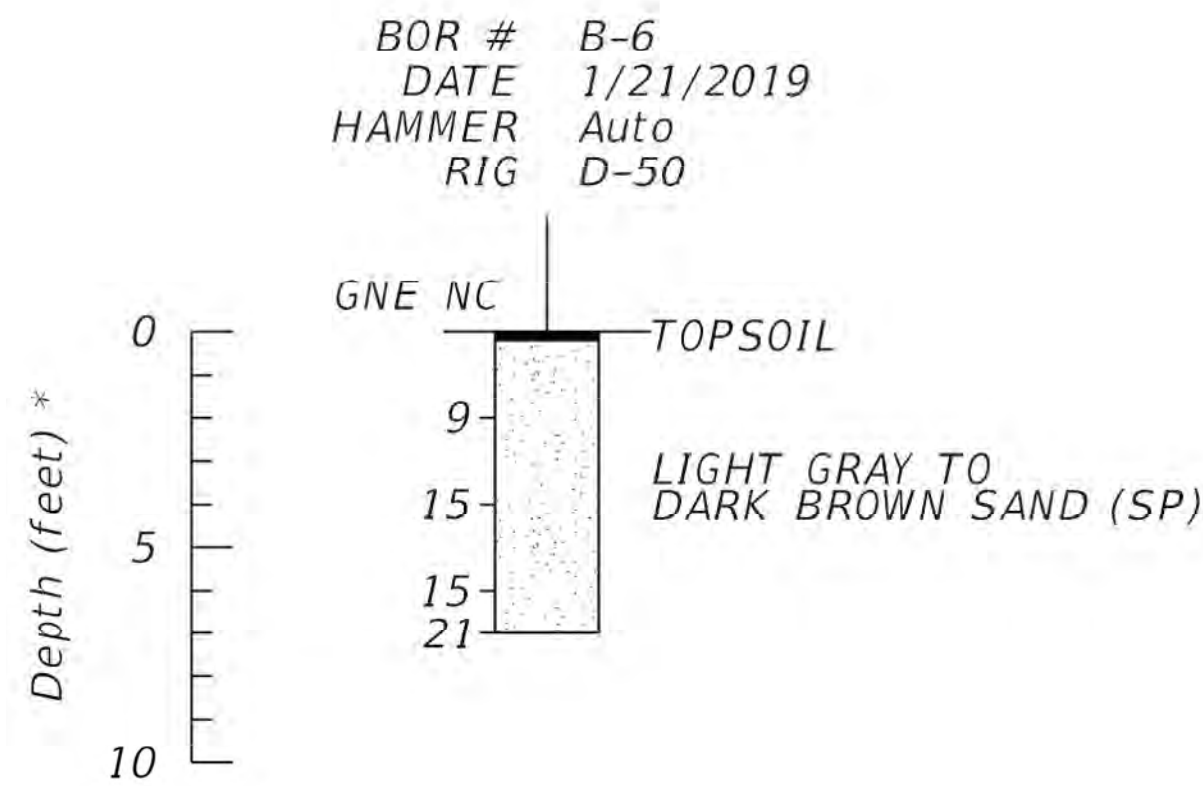 BOR # B-6
DATE 1/21/2019
HAMMER Auto
RIG D-50
GNE NC
0
TOPSOIL
Depth (feet) *
9
LIGHT GRAY TO
DARK BROWN SAND (SP)
15
5
15
21
10